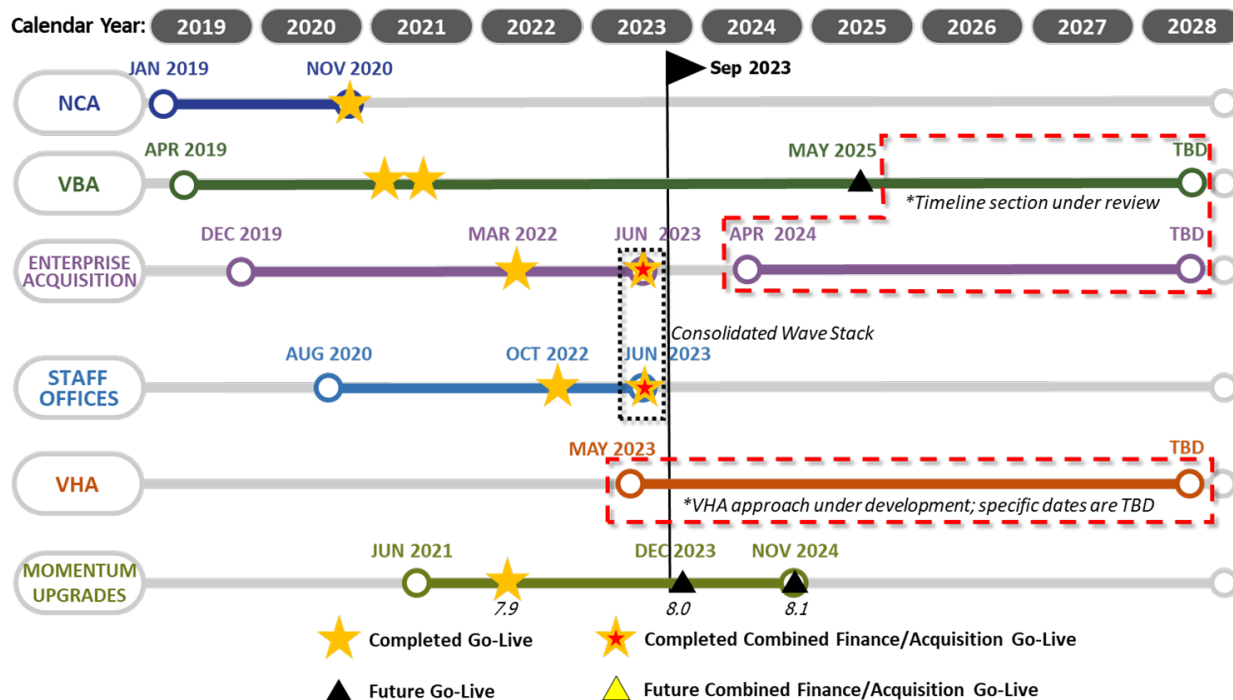 Calendar Year: 2019 2020 2021 2022 2023 2024 2025 2026 2027 2028
Sep 2023
JAN 2019 NOV 2020
NCA
APR 2019 MAY 2025 TBD
VBA
*Timeline section under review
DEC 2019 MAR 2022 JUN 2023 APR 2024 TBD
ENTERPRISE
ACQUISITION
Consolidated Wave Stack
AUG 2020 OCT 2022 JUN 2023
STAFF
OFFICES
MAY 2023 TBD
VHA
*VHA approach under development; specific dates are TBD
JUN 2021 DEC 2023 NOV 2024
MOMENTUM
UPGRADES
7.9 8.0 8.1
Completed Go-Live Completed Combined Finance/Acquisition Go-Live
Future Go-Live Future Combined Finance/Acquisition Go-Live